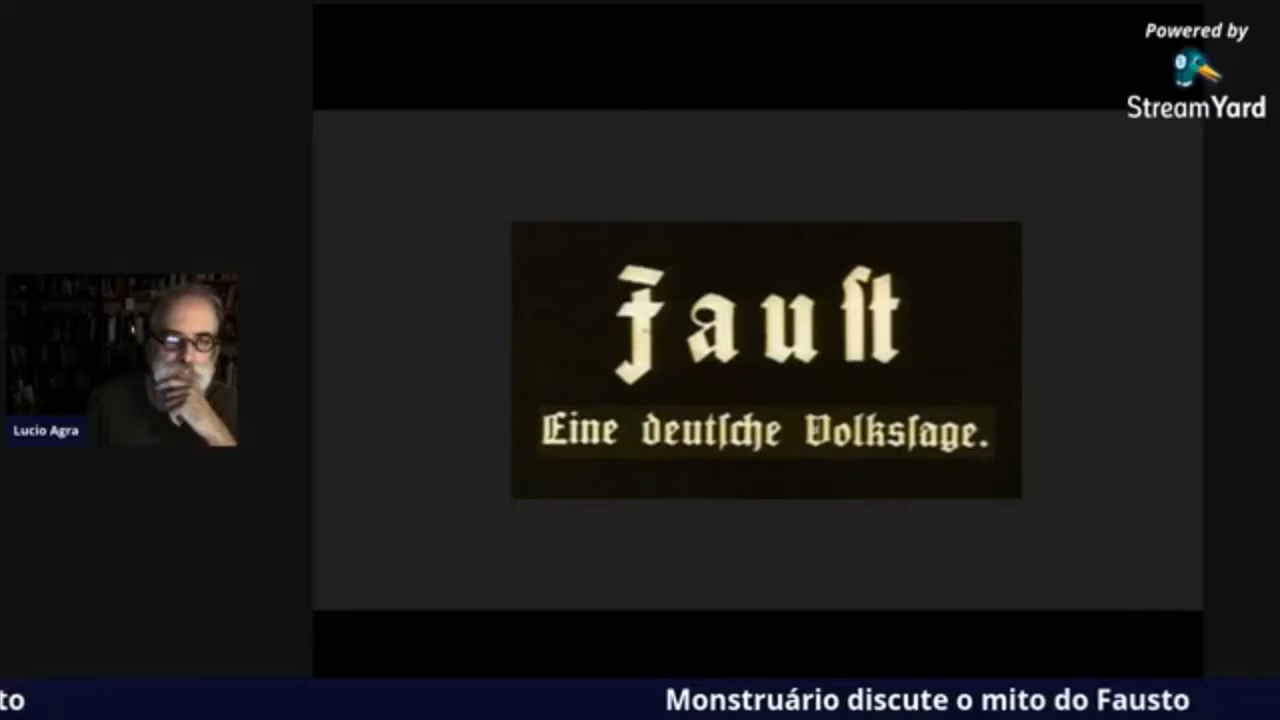 Powered by
StreamYard
Faust
Eine deutsche Volkssage.
Lucio Agra
to
Monstruário discute o mito do Fausto